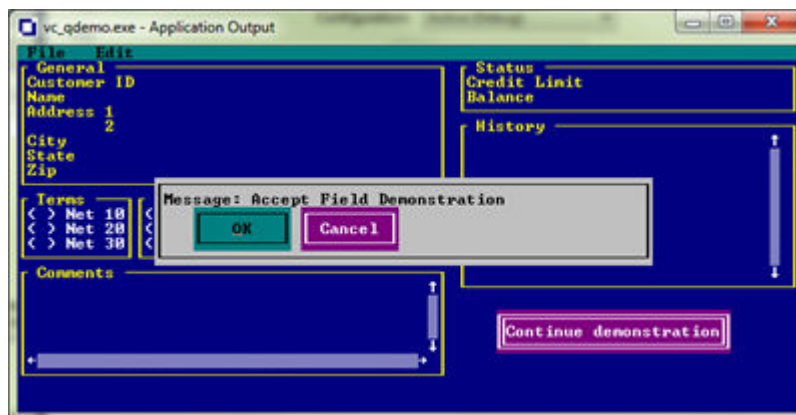 vc_qdemo.exe - Application Output
File Edit
General
Customer ID
Name
Address 1
2
City
State
Zip
Status
Credit Limit
Balance
History
Message: Accept Field Demonstration
OK Cancel
Terms
( ) Net 10 (
( ) Net 20 (
( ) Net 30 (
Comments
Continue demonstration